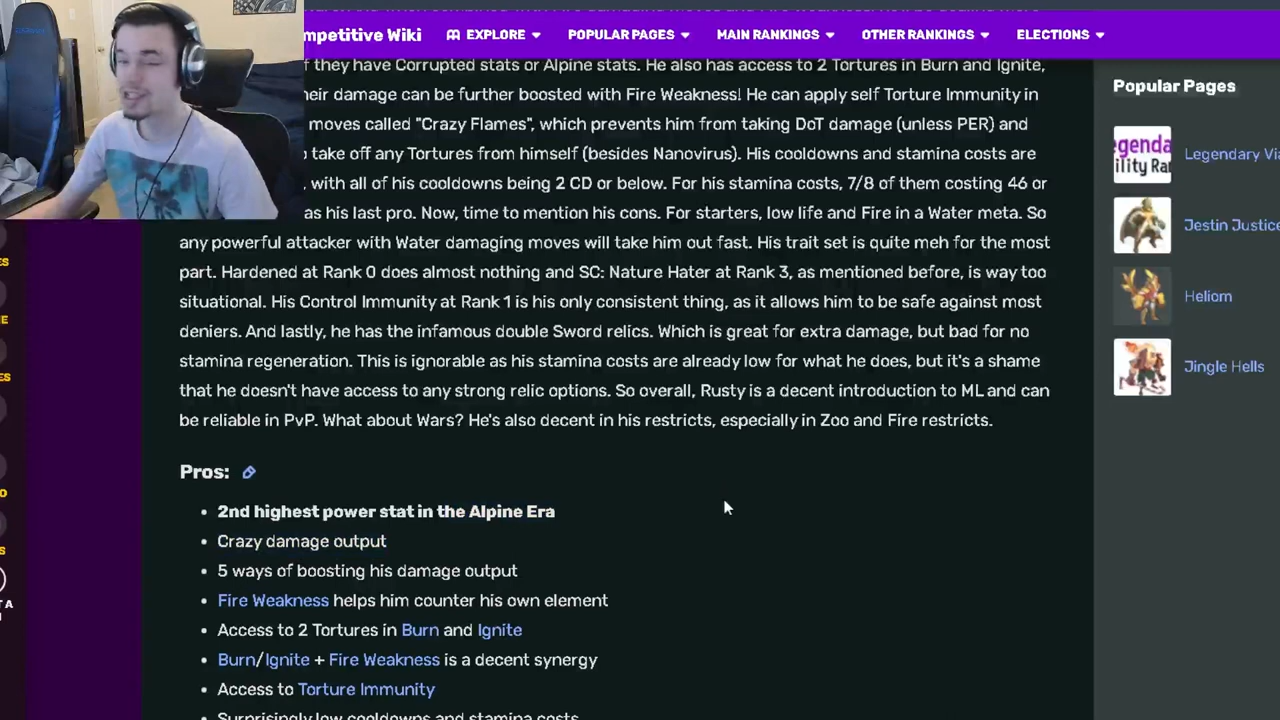 mpetitive Wiki
EXPLORE
POPULAR PAGES
MAIN RANKINGS
OTHER RANKINGS
ELECTIONS
f they have Corrupted stats or Alpine stats. He also has access to 2 Tortures in Burn and Ignite,
heir damage can be further boosted with Fire Weakness! He can apply self Torture Immunity in
moves called "Crazy Flames", which prevents him from taking DoT damage (unless PER) and
take off any Tortures from himself (besides Nanovirus). His cooldowns and stamina costs are
, with all of his cooldowns being 2 CD or below. For his stamina costs, 7/8 of them costing 46 or
as his last pro. Now, time to mention his cons. For starters, low life and Fire in a Water meta. So
any powerful attacker with Water damaging moves will take him out fast. His trait set is quite meh for the most
part. Hardened at Rank 0 does almost nothing and SC: Nature Hater at Rank 3, as mentioned before, is way too
situational. His Control Immunity at Rank 1 is his only consistent thing, as it allows him to be safe against most
deniers. And lastly, he has the infamous double Sword relics. Which is great for extra damage, but bad for no
stamina regeneration. This is ignorable as his stamina costs are already low for what he does, but it's a shame
that he doesn't have access to any strong relic options. So overall, Rusty is a decent introduction to ML and can
be reliable in PvP. What about Wars? He's also decent in his restricts, especially in Zoo and Fire restricts.
Pros:
2nd highest power stat in the Alpine Era
Crazy damage output
5 ways of boosting his damage output
Fire Weakness helps him counter his own element
Access to 2 Tortures in Burn and Ignite
Burn/Ignite + Fire Weakness is a decent synergy
Access to Torture Immunity
Surprisingly low cooldowns and stamina costs
Popular Pages
Legendary Via
Jestin Justice
Heliom
Jingle Hells